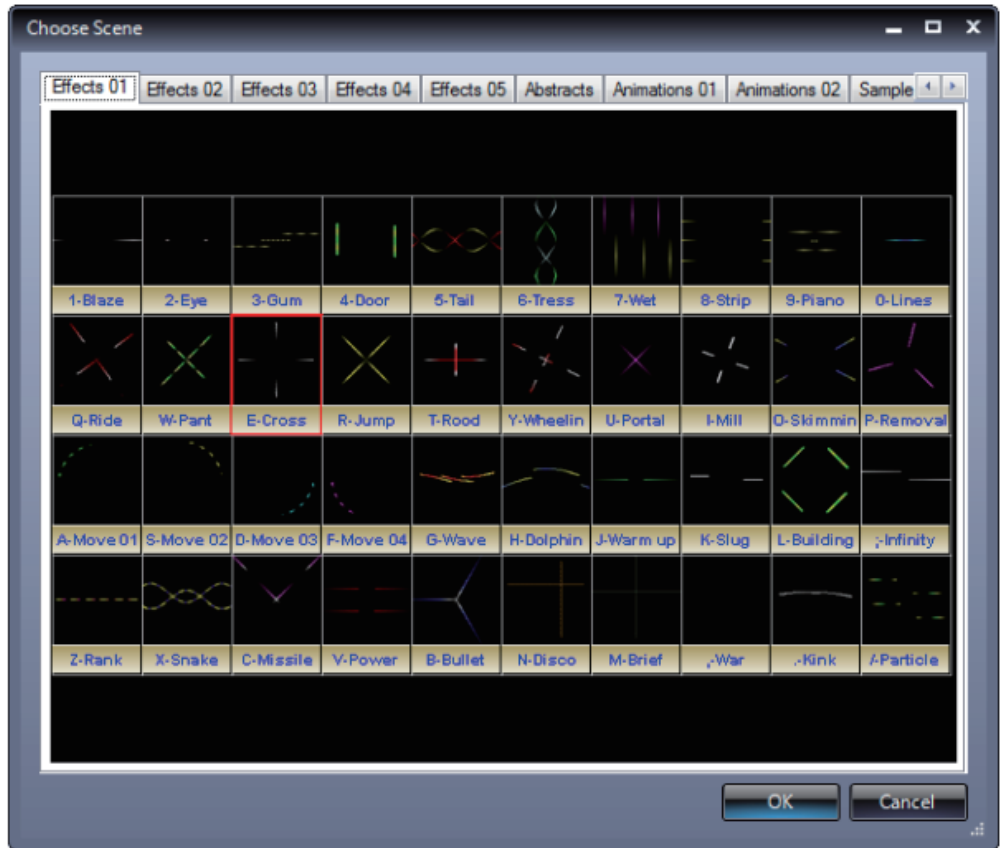 Choose Scene
Effects 01 Effects 02 Effects 03 Effects 04 Effects 05 Abstracts Animations 01 Animations 02 Sample
1-Blaze 2-Eye 3-Gum 4-Door 5-Tail 6-Tress 7-Wet 8-Strip 9-Piano 0-Lines
Q-Ride W-Pant E-Cross R-Jump T-Rood Y-Wheelin U-Portal I-Mill O-Skimmin P-Removal
A-Move 01 S-Move 02 D-Move 03 F-Move 04 G-Wave H-Dolphin J-Warm up K-Slug L-Building ;-Infinity
Z-Rank X-Snake C-Missile V-Power B-Bullet N-Disco M-Brief ,-War .-Kink /-Particle
OK Cancel